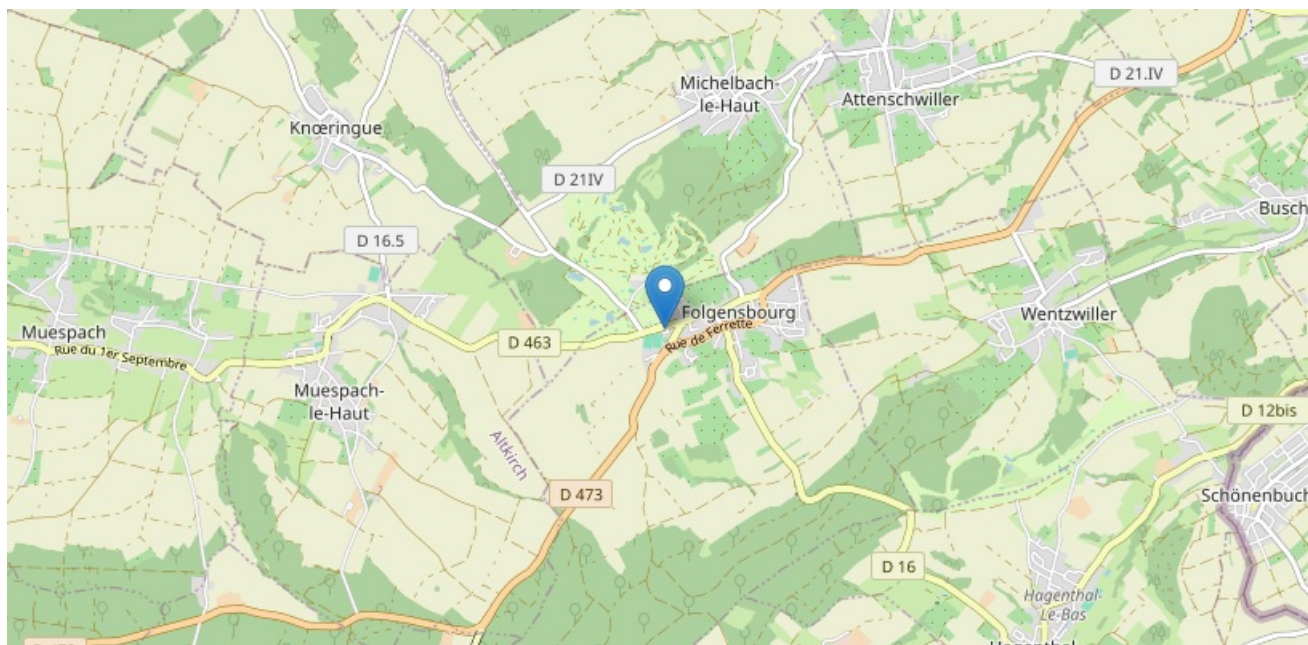 Michelbach-
le-Haut
D 21.IV
Attenschwiller
Knœringue
D 21IV
Busch
D 16.5
Folgensbourg
Wentzwiller
Muespach
Rue du 1er Septembre
D 463
Rue de Ferrette
Muespach-
le-Haut
D 12bis
Altkirch
D 473
Schönenbuch
D 16
Hagenthal-
Le-Bas